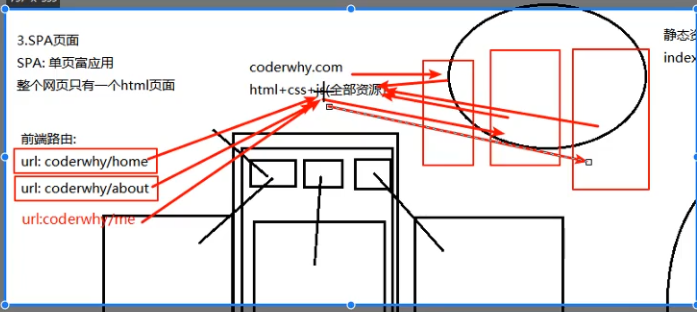 3.SPA页面
SPA: 单页富应用
整个网页只有一个html页面
coderwhy.com
html+css+js(全部资源)
前端路由:
url: coderwhy/home
url: coderwhy/about
url:coderwhy/me
静态资
index